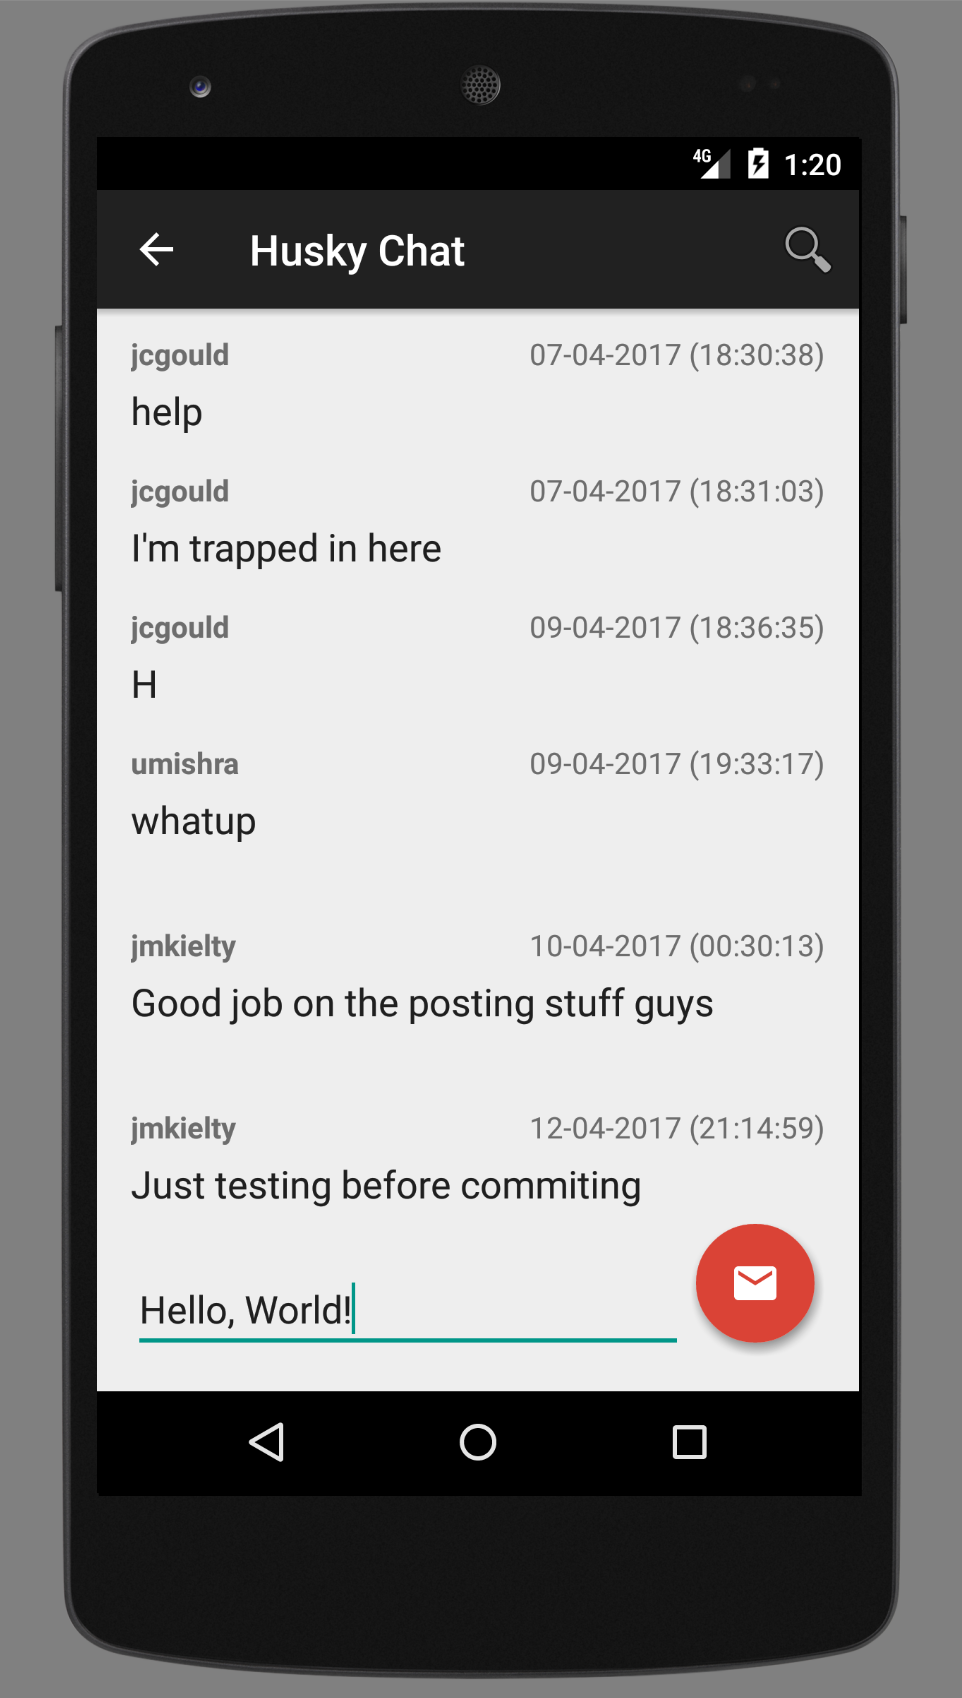 4G 1:20
Husky Chat
jcgould 07-04-2017 (18:30:38)
help
jcgould 07-04-2017 (18:31:03)
I'm trapped in here
jcgould 09-04-2017 (18:36:35)
H
umishra 09-04-2017 (19:33:17)
whatup
jmkielty 10-04-2017 (00:30:13)
Good job on the posting stuff guys
jmkielty 12-04-2017 (21:14:59)
Just testing before commiting
Hello, World!